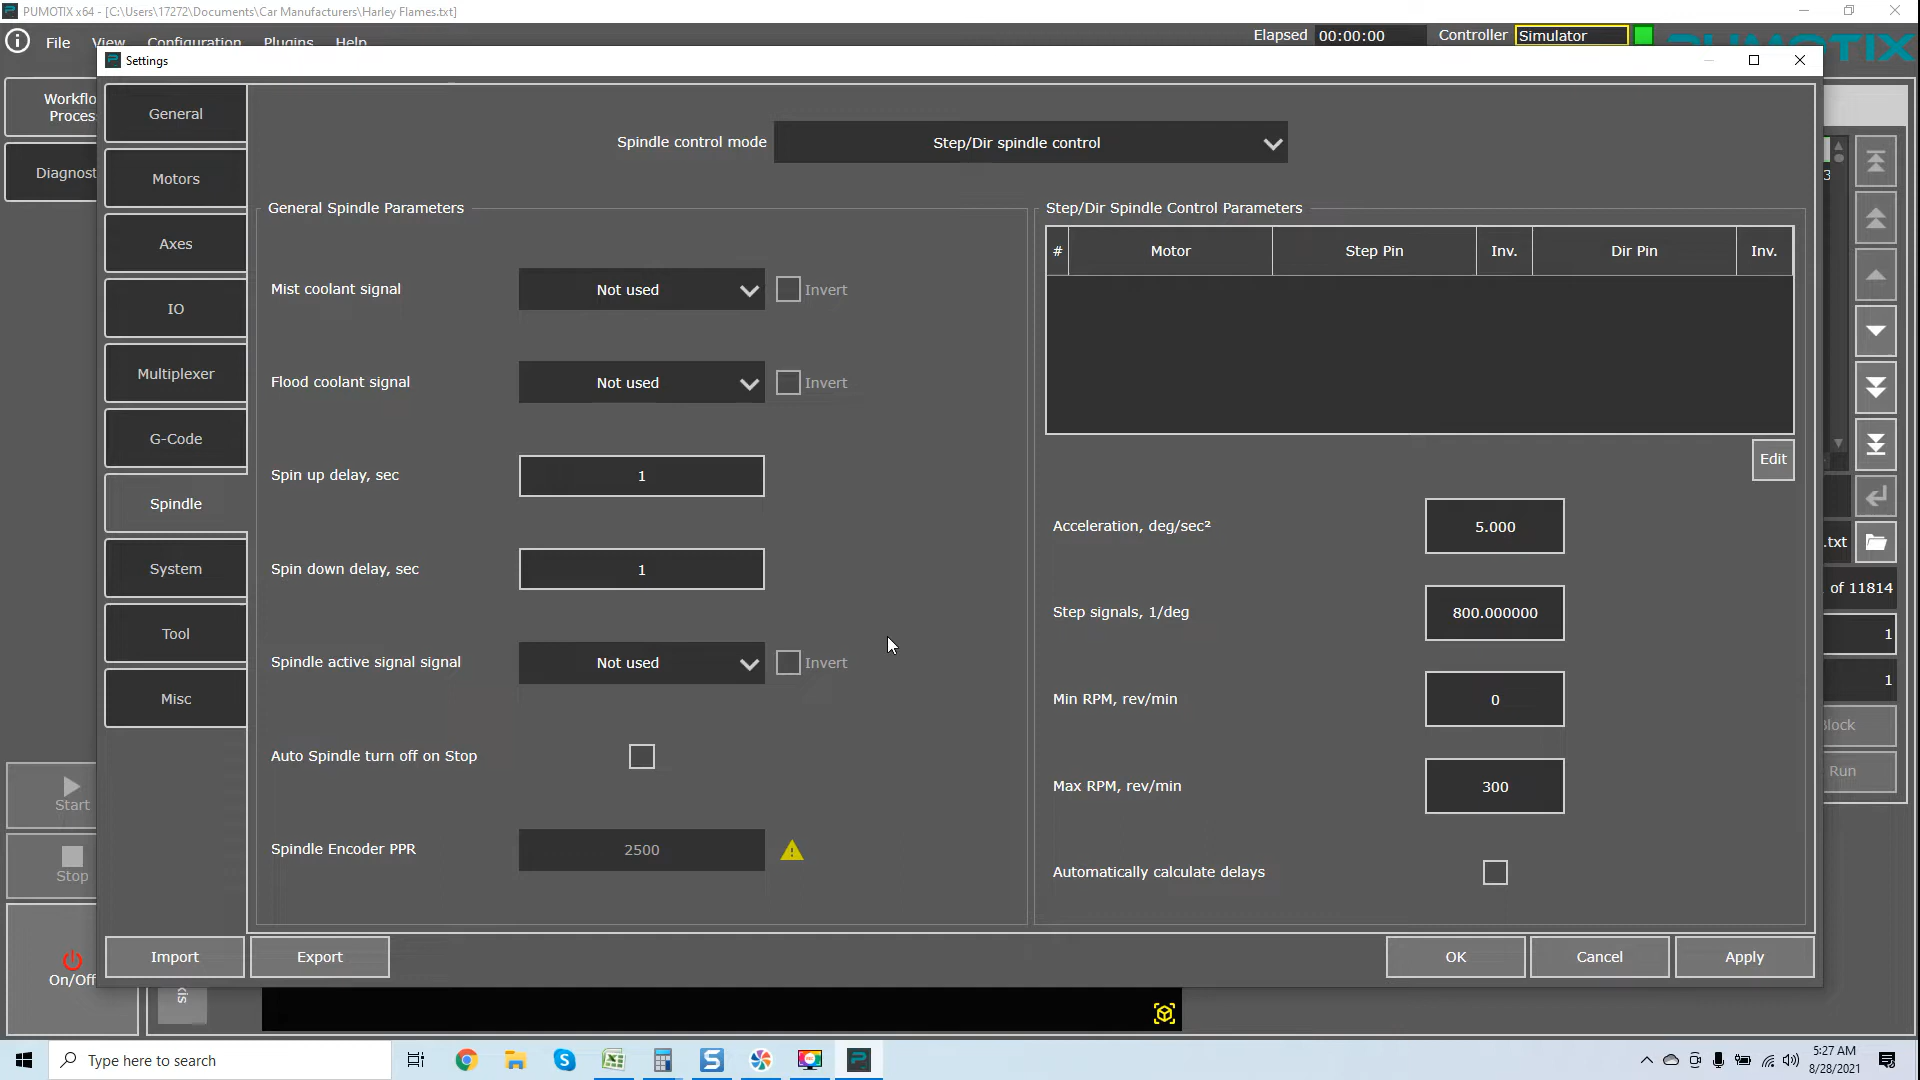 PUMOTIX x64 - [C:\Users\17272\Documents\Car Manufacturers\Harley Flames.txt]
File View Configuration Plugins Help
Elapsed 00:00:00 Controller Simulator
PUMOTIX
Settings
Workflo
Proces
Diagnost
General
Motors
Axes
IO
Multiplexer
G-Code
Spindle
System
Tool
Misc
Spindle control mode Step/Dir spindle control
General Spindle Parameters
Mist coolant signal Not used Invert
Flood coolant signal Not used Invert
Spin up delay, sec 1
Spin down delay, sec 1
Spindle active signal signal Not used Invert
Auto Spindle turn off on Stop
Spindle Encoder PPR 2500
Step/Dir Spindle Control Parameters
# Motor Step Pin Inv. Dir Pin Inv.
Edit
Acceleration, deg/sec² 5.000
Step signals, 1/deg 800.000000
Min RPM, rev/min 0
Max RPM, rev/min 300
Automatically calculate delays
3
.txt
of 11814
1
1
Block
Run
Start
Stop
On/Off
Import Export OK Cancel Apply
xis
Type here to search
5:27 AM
8/28/2021